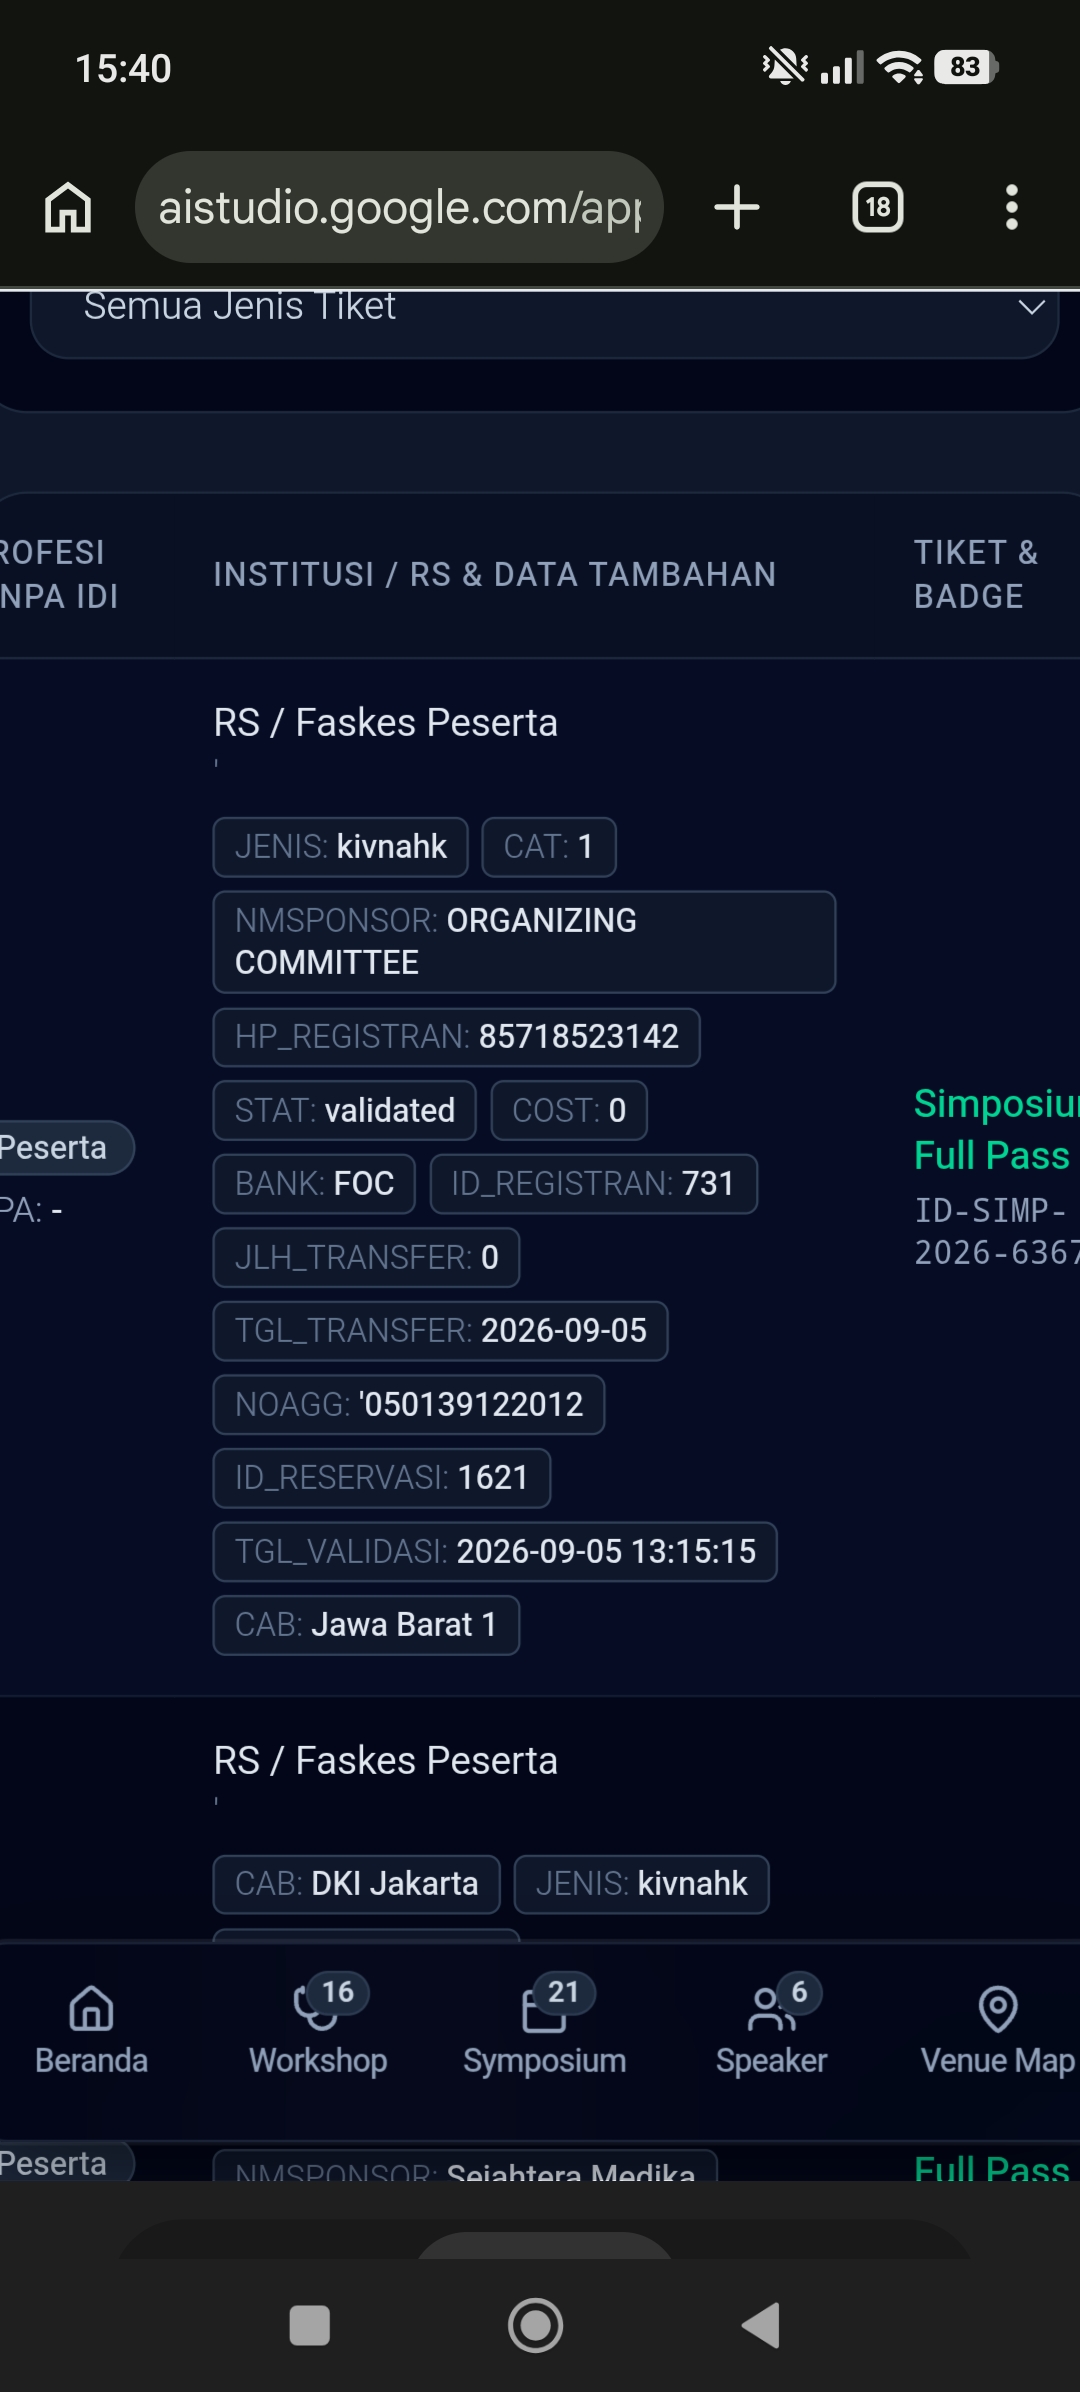 15:40
83
aistudio.google.com/app
18
Semua Jenis Tiket
ROFESI
NPA IDI
INSTITUSI / RS & DATA TAMBAHAN
TIKET &
BADGE
RS / Faskes Peserta
'
JENIS: kivnahk
CAT: 1
NMSPONSOR: ORGANIZING
COMMITTEE
HP_REGISTRAN: 85718523142
STAT: validated
COST: 0
BANK: FOC
ID_REGISTRAN: 731
JLH_TRANSFER: 0
TGL_TRANSFER: 2026-09-05
NOAGG: '050139122012
ID_RESERVASI: 1621
TGL_VALIDASI: 2026-09-05 13:15:15
CAB: Jawa Barat 1
Peserta
PA: -
Simposiu
Full Pass
ID-SIMP-
2026-6367
RS / Faskes Peserta
'
CAB: DKI Jakarta
JENIS: kivnahk
16
21
6
Beranda
Workshop
Symposium
Speaker
Venue Map
Peserta
NMSPONSOR: Sejahtera Medika
Full Pass